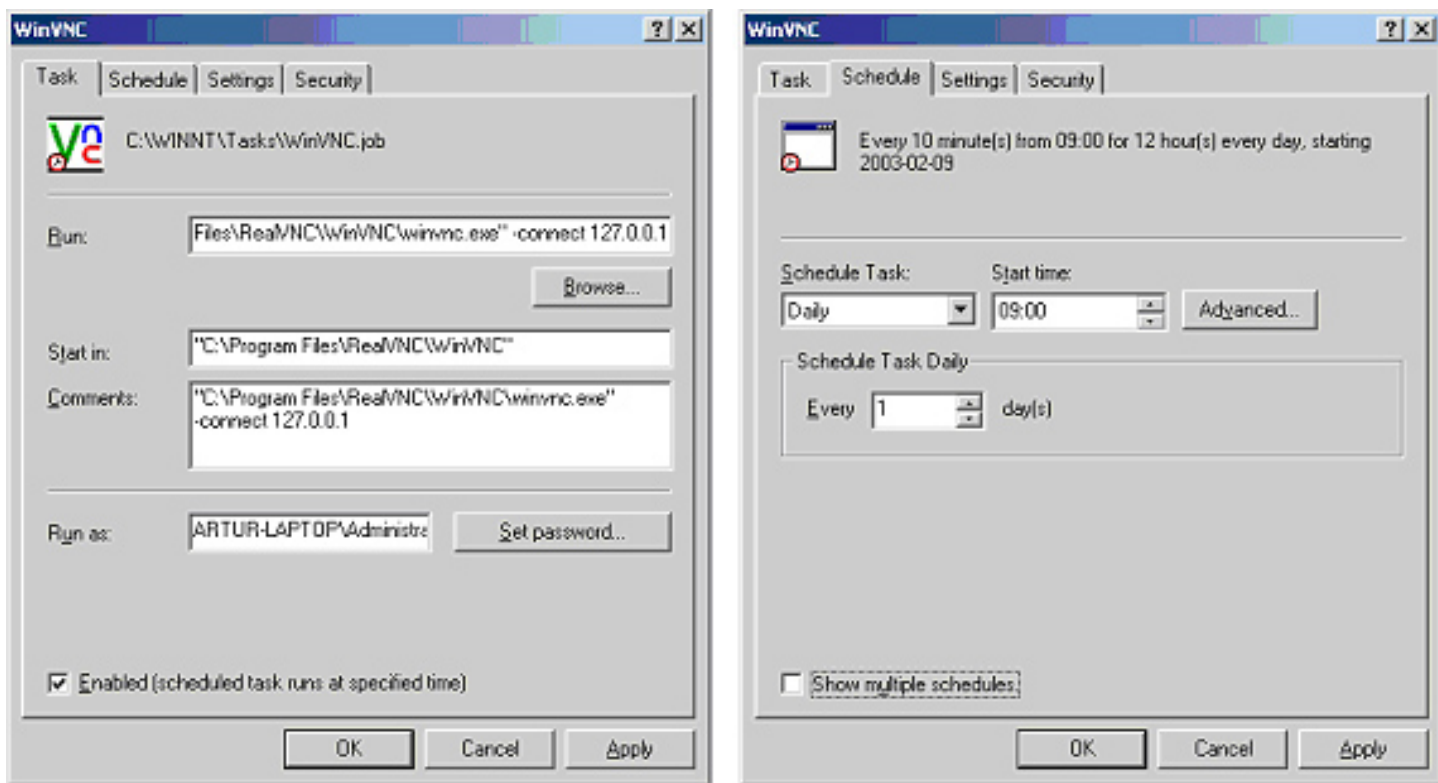 WinVNC
Task Schedule Settings Security
C:\WINNT\Tasks\WinVNC.job
Run: Files\RealVNC\WinVNC\winvnc.exe" -connect 127.0.0.1
Browse...
Start in: "C:\Program Files\RealVNC\WinVNC"
Comments: "C:\Program Files\RealVNC\WinVNC\winvnc.exe"
-connect 127.0.0.1
Run as: ARTUR-LAPTOP\Administra Set password...
Enabled (scheduled task runs at specified time)
OK Cancel Apply
WinVNC
Task Schedule Settings Security
Every 10 minute(s) from 09:00 for 12 hour(s) every day, starting
2003-02-09
Schedule Task: Start time:
Daily 09:00 Advanced...
Schedule Task Daily
Every 1 day(s)
Show multiple schedules.
OK Cancel Apply